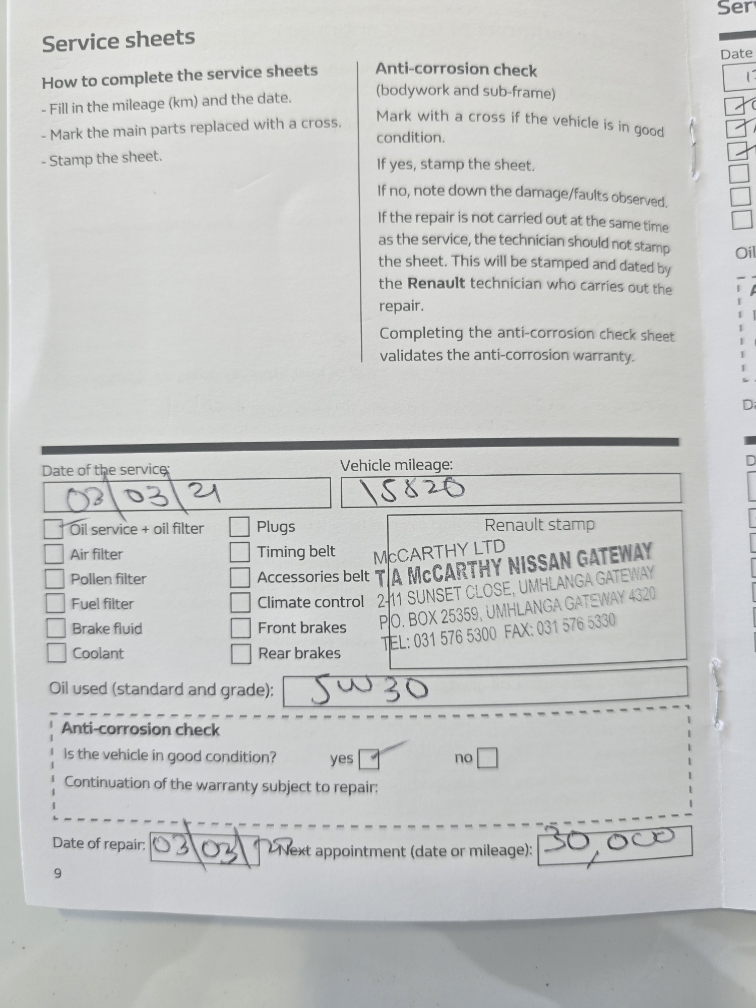 Service sheets
How to complete the service sheets
- Fill in the mileage (km) and the date.
- Mark the main parts replaced with a cross.
- Stamp the sheet.
Anti-corrosion check
(bodywork and sub-frame)
Mark with a cross if the vehicle is in good
condition.
If yes, stamp the sheet.
If no, note down the damage/faults observed.
If the repair is not carried out at the same time
as the service, the technician should not stamp
the sheet. This will be stamped and dated by
the Renault technician who carries out the
repair.
Completing the anti-corrosion check sheet
validates the anti-corrosion warranty.
Date of the service:
03/03/21
Vehicle mileage:
15820
Oil service + oil filter
Air filter
Pollen filter
Fuel filter
Brake fluid
Coolant
Plugs
Timing belt
Accessories belt
Climate control
Front brakes
Rear brakes
Renault stamp
McCARTHY LTD
T/A McCARTHY NISSAN GATEWAY
2-11 SUNSET CLOSE, UMHLANGA GATEWAY
P.O. BOX 25359, UMHLANGA GATEWAY 4320
TEL: 031 576 5300 FAX: 031 576 5330
Oil used (standard and grade): 5W30
Anti-corrosion check
Is the vehicle in good condition? yes no
Continuation of the warranty subject to repair:
Date of repair: 03/03/ Next appointment (date or mileage): 30,000
9
Date
Oil